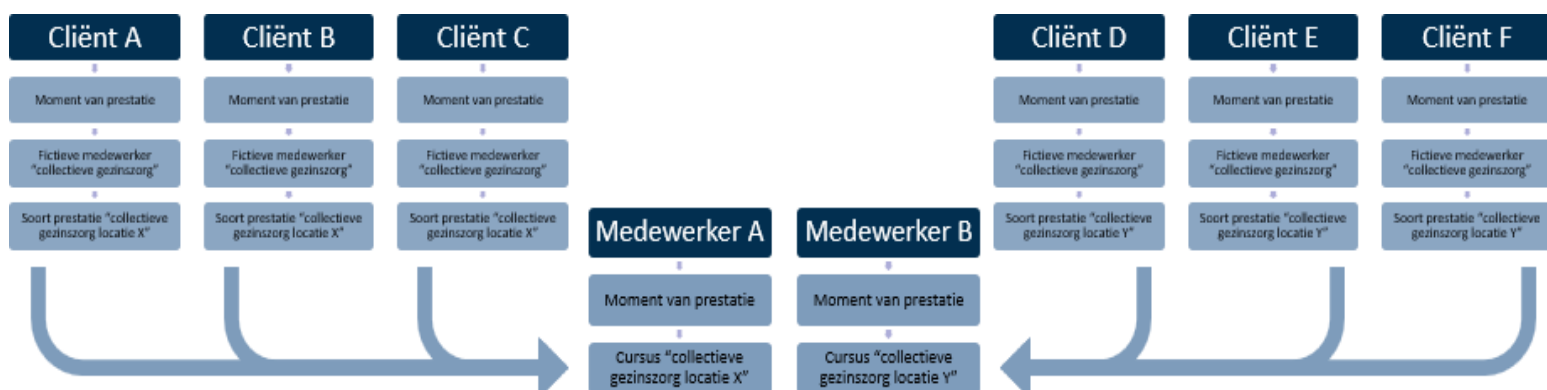 Cliënt A
Moment van prestatie
Fictieve medewerker
"collectieve gezinszorg"
Soort prestatie "collectieve
gezinszorg locatie X"
Cliënt B
Moment van prestatie
Fictieve medewerker
"collectieve gezinszorg"
Soort prestatie "collectieve
gezinszorg locatie X"
Cliënt C
Moment van prestatie
Fictieve medewerker
"collectieve gezinszorg"
Soort prestatie "collectieve
gezinszorg locatie X"
Medewerker A
Moment van prestatie
Cursus "collectieve
gezinszorg locatie X"
Medewerker B
Moment van prestatie
Cursus "collectieve
gezinszorg locatie Y"
Cliënt D
Moment van prestatie
Fictieve medewerker
"collectieve gezinszorg"
Soort prestatie "collectieve
gezinszorg locatie Y"
Cliënt E
Moment van prestatie
Fictieve medewerker
"collectieve gezinszorg"
Soort prestatie "collectieve
gezinszorg locatie Y"
Cliënt F
Moment van prestatie
Fictieve medewerker
"collectieve gezinszorg"
Soort prestatie "collectieve
gezinszorg locatie Y"